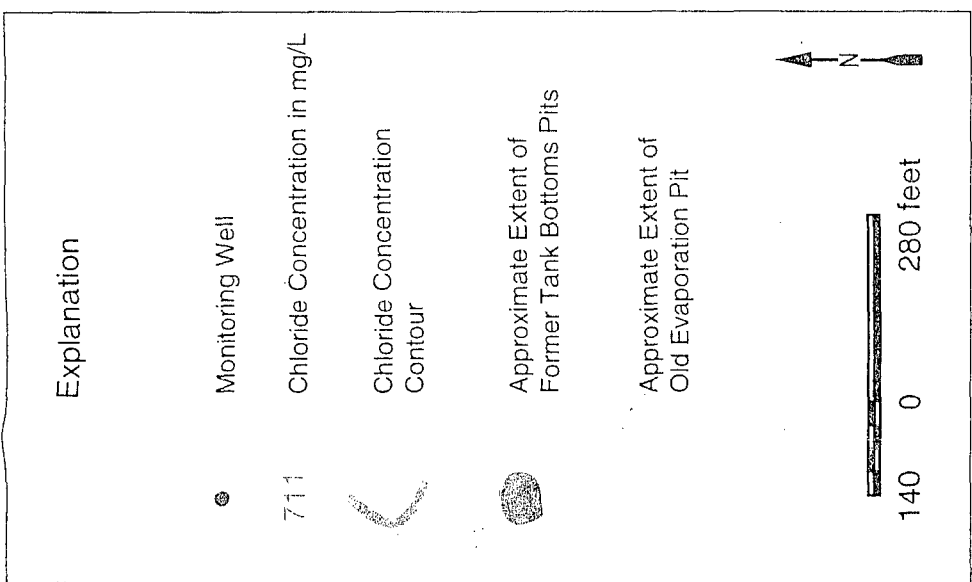 Explanation
Monitoring Well
711
Chloride Concentration in mg/L
Chloride Concentration
Contour
Approximate Extent of
Former Tank Bottoms Pits
Approximate Extent of
Old Evaporation Pit
140 0 280 feet
N